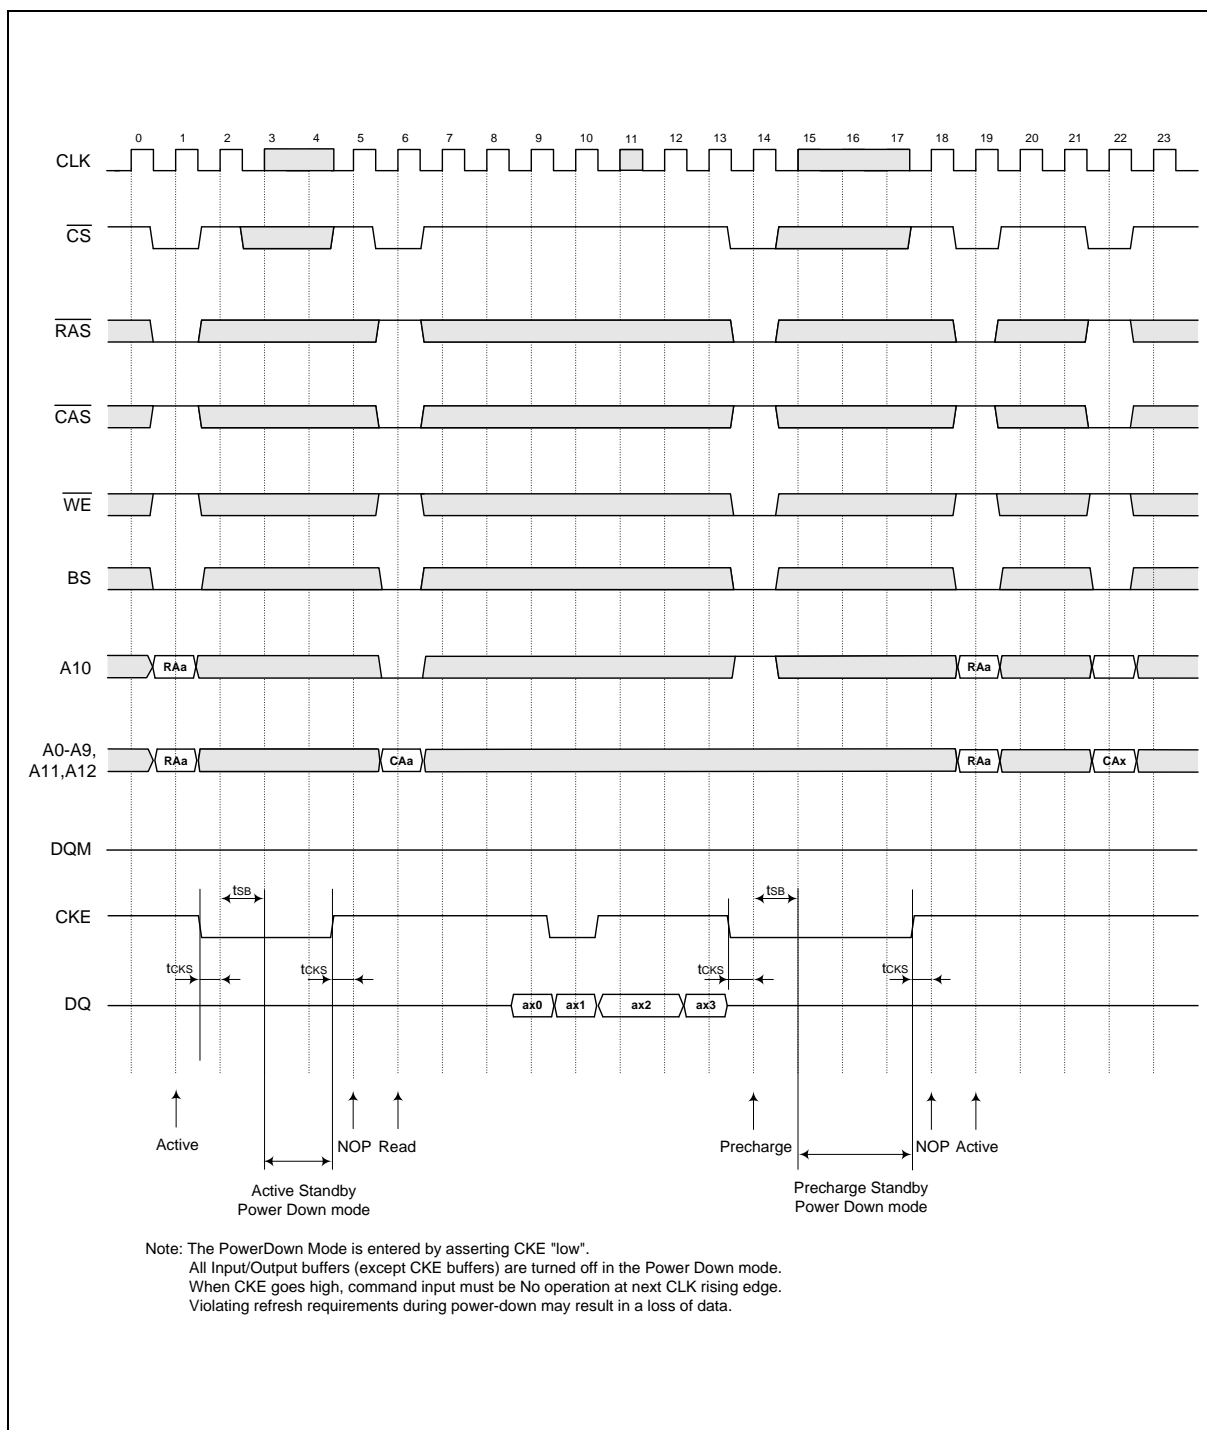 0 1 2 3 4 5 6 7 8 9 10 11 12 13 14 15 16 17 18 19 20 21 22 23
CLK
CS
RAS
CAS
WE
BS
A10 RAa RAa
A0-A9,
A11,A12 RAa CAa RAa CAx
DQM
tSB tSB
CKE
tCKS tCKS tCKS tCKS
DQ ax0 ax1 ax2 ax3
Active NOP Read Precharge NOP Active
Active Standby
Power Down mode
Precharge Standby
Power Down mode
Note: The PowerDown Mode is entered by asserting CKE "low".
All Input/Output buffers (except CKE buffers) are turned off in the Power Down mode.
When CKE goes high, command input must be No operation at next CLK rising edge.
Violating refresh requirements during power-down may result in a loss of data.